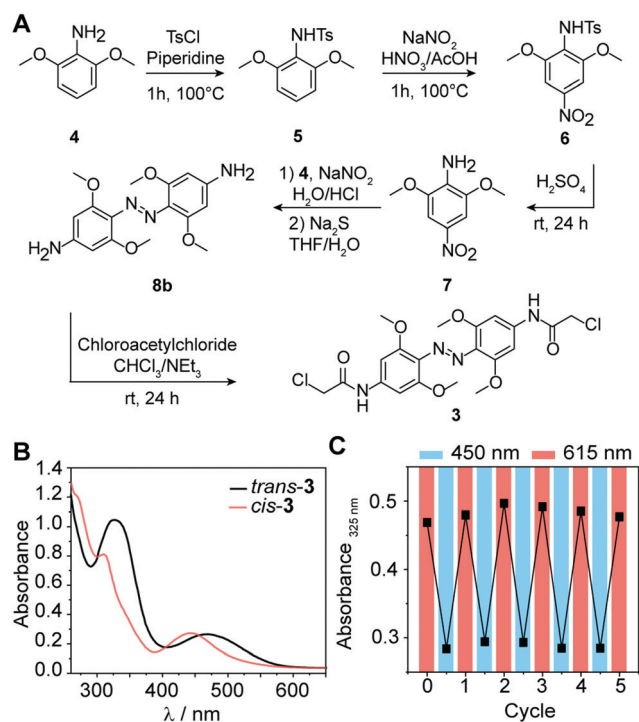 A
NH2
O
O
4
TsCl
Piperidine
1h, 100°C
NHTs
O
O
5
NaNO2
HNO3/AcOH
1h, 100°C
NHTs
O
O
NO2
6
H2SO4
rt, 24 h
NH2
O
O
NO2
7
1) 4, NaNO2
H2O/HCl
2) Na2S
THF/H2O
NH2
O
O
N
N
O
O
NH2
8b
Chloroacetylchloride
CHCl3/NEt3
rt, 24 h
H
N
Cl
O
O
O
N
N
O
O
O
Cl
N
H
3
B
1.4
1.2
1.0
0.8
0.6
0.4
0.2
0.0
Absorbance
trans-3
cis-3
300 400 500 600
λ / nm
C
450 nm
615 nm
0.5
0.4
0.3
Absorbance 325 nm
0 1 2 3 4 5
Cycle